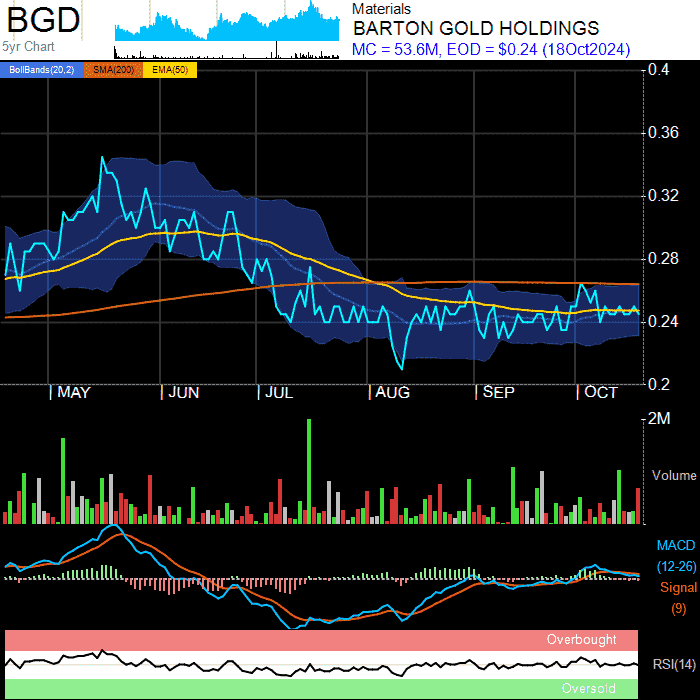 BGD
5yr Chart
Materials
BARTON GOLD HOLDINGS
MC = 53.6M, EOD = $0.24 (18Oct2024)
BollBands(20,2) SMA(200) EMA(50)
0.4
0.36
0.32
0.28
0.24
0.2
MAY JUN JUL AUG SEP OCT
2M
Volume
MACD
(12-26)
Signal
(9)
Overbought
RSI(14)
Oversold